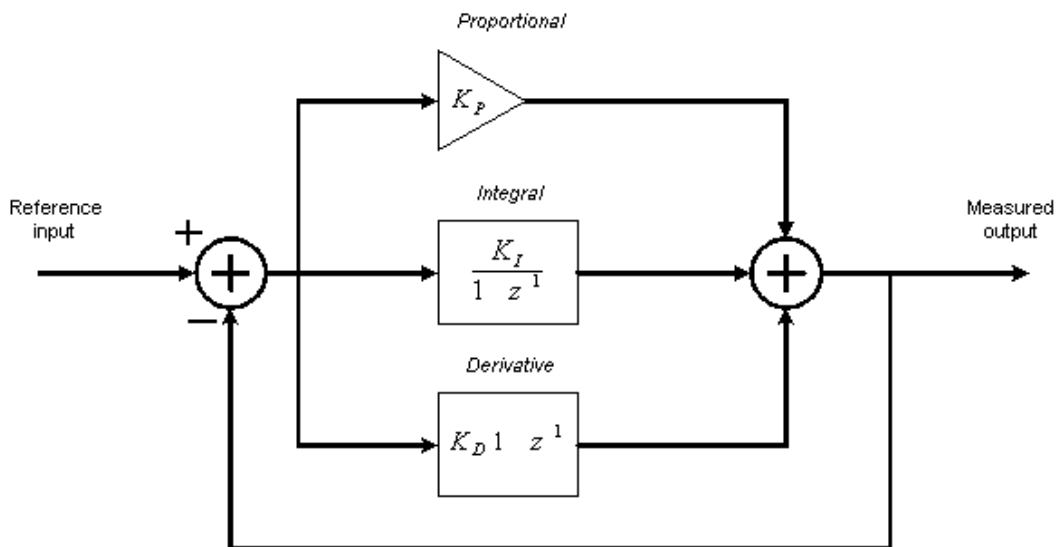 Proportional
K_P
Reference
input
+
+
−
Integral
K_I
1 z^1
+
Measured
output
Derivative
K_D 1 z^1